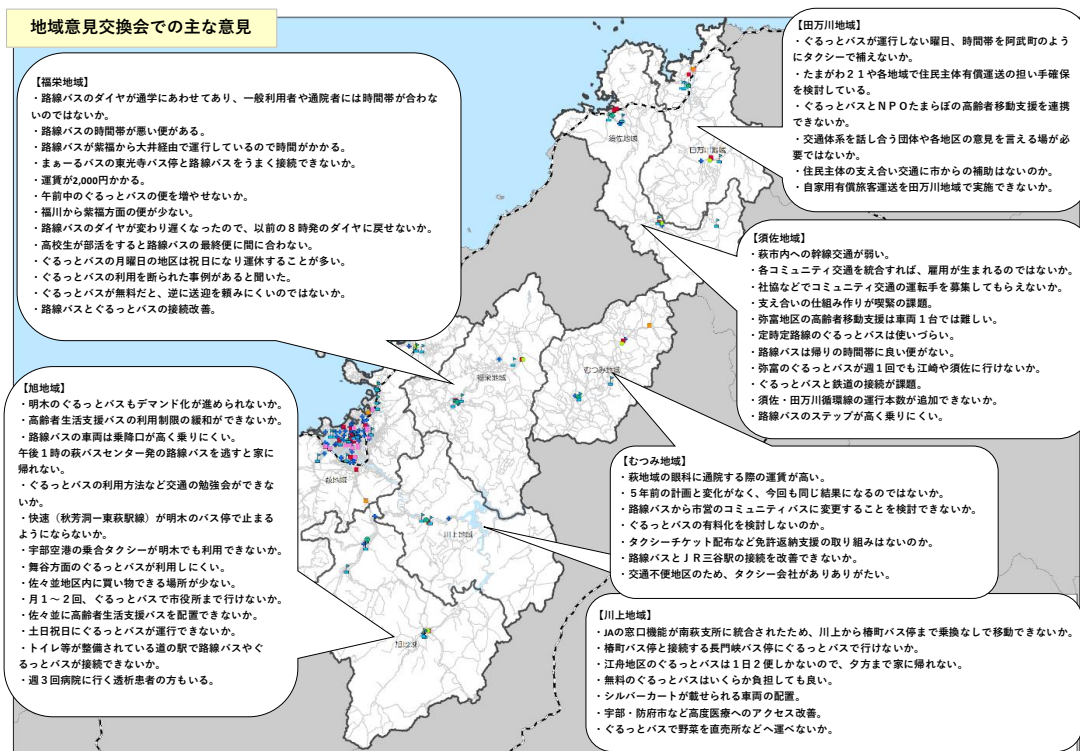 地域意見交換会での主な意見
【福栄地域】
・路線バスのダイヤが通学にあわせてあり、一般利用者や通院者には時間帯が合わ
ないのではないか。
・路線バスの時間帯が悪い便がある。
・路線バスが紫福から大井経由で運行しているので時間がかかる。
・まぁーるバスの東光寺バス停と路線バスをうまく接続できないか。
・運賃が2,000円かかる。
・午前中のぐるっとバスの便を増やせないか。
・福川から紫福方面の便が少ない。
・路線バスのダイヤが変わり遅くなったので、以前の８時発のダイヤに戻せないか。
・高校生が部活をすると路線バスの最終便に間に合わない。
・ぐるっとバスの月曜日の地区は祝日になり運休することが多い。
・ぐるっとバスの利用を断られた事例があると聞いた。
・ぐるっとバスが無料だと、逆に送迎を頼みにくいのではないか。
・路線バスとぐるっとバスの接続改善。
【田万川地域】
・ぐるっとバスが運行しない曜日、時間帯を阿武町のよう
にタクシーで補えないか。
・たまがわ２１や各地域で住民主体有償運送の担い手確保
を検討している。
・ぐるっとバスとＮＰＯたまらぼの高齢者移動支援を連携
できないか。
・交通体系を話し合う団体や各地区の意見を言える場が必
要ではないか。
・住民主体の支え合い交通に市からの補助はないのか。
・自家用有償旅客運送を田万川地域で実施できないか。
【須佐地域】
・萩市内への幹線交通が弱い。
・各コミュニティ交通を統合すれば、雇用が生まれるのではないか。
・社協などでコミュニティ交通の運転手を募集してもらえないか。
・支え合いの仕組み作りが喫緊の課題。
・弥富地区の高齢者移動支援は車両１台では難しい。
・定時定路線のぐるっとバスは使いづらい。
・路線バスは帰りの時間帯に良い便がない。
・弥富のぐるっとバスが週１回でも江崎や須佐に行けないか。
・ぐるっとバスと鉄道の接続が課題。
・須佐・田万川循環線の運行本数が追加できないか。
・路線バスのステップが高く乗りにくい。
【旭地域】
・明木のぐるっとバスもデマンド化が進められないか。
・高齢者生活支援バスの利用制限の緩和ができないか。
・路線バスの車両は乗降口が高く乗りにくい。
午後１時の萩バスセンター発の路線バスを逃すと家に
帰れない。
・ぐるっとバスの利用方法など交通の勉強会ができな
いか。
・快速（秋芳洞ー東萩駅線）が明木のバス停で止まる
ようにならないか。
・宇部空港の乗合タクシーが明木でも利用できないか。
・舞谷方面のぐるっとバスが利用しにくい。
・佐々並地区内に買い物できる場所が少ない。
・月１～２回、ぐるっとバスで市役所まで行けないか。
・佐々並に高齢者生活支援バスを配置できないか。
・土日祝日にぐるっとバスが運行できないか。
・トイレ等が整備されている道の駅で路線バスやぐ
るっとバスが接続できないか。
・週３回病院に行く透析患者の方もいる。
【むつみ地域】
・萩地域の眼科に通院する際の運賃が高い。
・５年前の計画と変化がなく、今回も同じ結果になるのではないか。
・路線バスから市営のコミュニティバスに変更することを検討できないか。
・ぐるっとバスの有料化を検討しないのか。
・タクシーチケット配布など免許返納支援の取り組みはないのか。
・路線バスとＪＲ三谷駅の接続を改善できないか。
・交通不便地区のため、タクシー会社がありありがたい。
【川上地域】
・JAの窓口機能が南萩支所に統合されたため、川上から椿町バス停まで乗換なしで移動できないか。
・椿町バス停と接続する長門峡バス停にぐるっとバスで行けないか。
・江舟地区のぐるっとバスは１日２便しかないので、夕方まで家に帰れない。
・無料のぐるっとバスはいくらか負担しても良い。
・シルバーカートが載せられる車両の配置。
・宇部・防府市など高度医療へのアクセス改善。
・ぐるっとバスで野菜を直売所などへ運べないか。
須佐地域
田万川地域
福栄地域
むつみ地域
萩地域
川上地域
旭地域